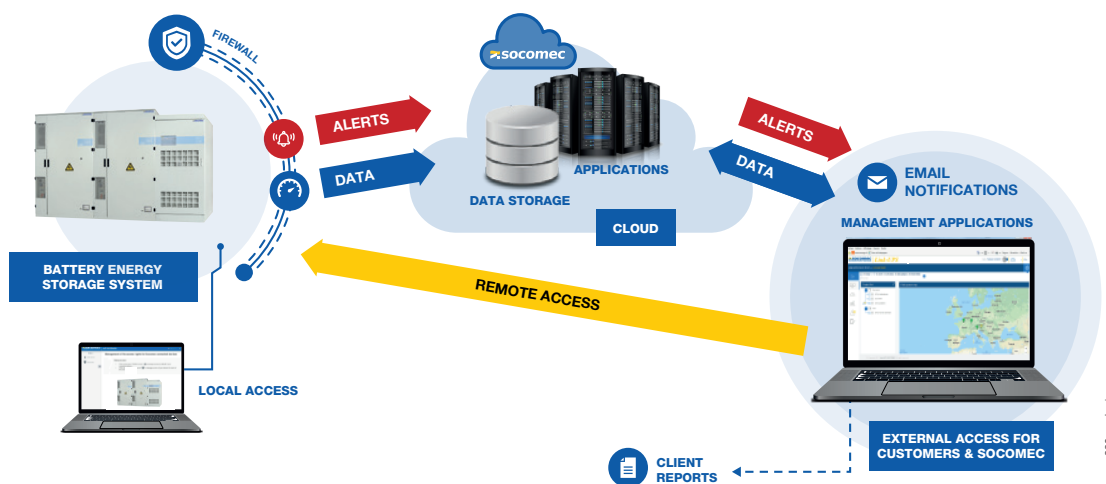 FIREWALL
socomec
ALERTS
DATA
APPLICATIONS
DATA STORAGE
CLOUD
ALERTS
DATA
EMAIL
NOTIFICATIONS
MANAGEMENT APPLICATIONS
BATTERY ENERGY
STORAGE SYSTEM
REMOTE ACCESS
LOCAL ACCESS
EXTERNAL ACCESS FOR
CUSTOMERS & SOCOMEC
CLIENT
REPORTS